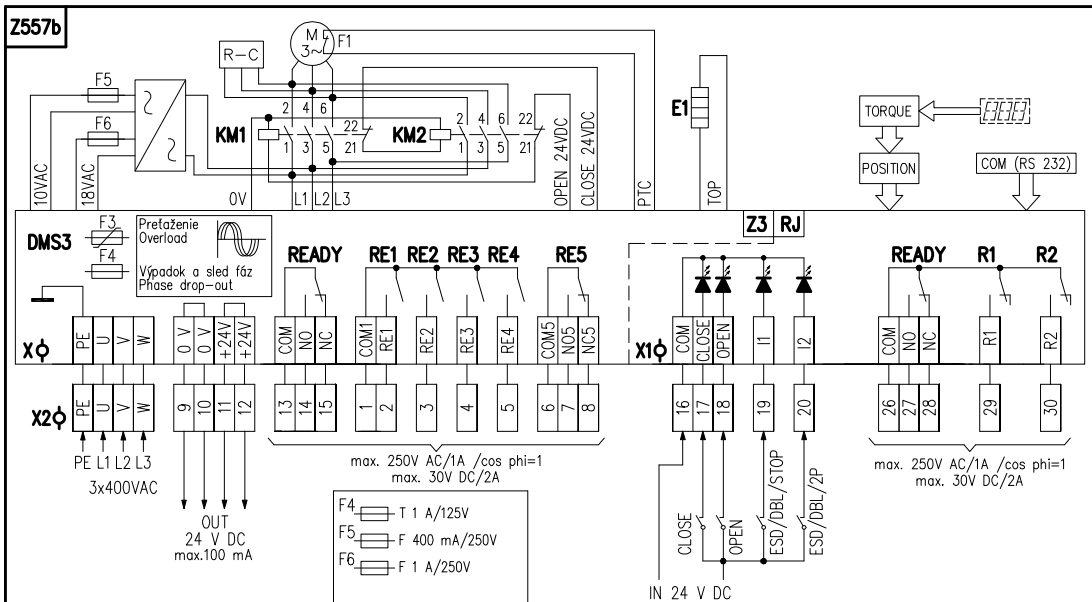 Z557b
M
3~
F1
R-C
F5
F6
2 4 6
22
KM1
1 3 5
21
KM2
2 4 6
22
1 3 5
21
E1
TORQUE
POSITION
COM (RS 232)
10VAC
18VAC
0V
L1 L2 L3
OPEN 24VDC
CLOSE 24VDC
PTC
TOP
DMS3
F3
F4
Preťaženie
Overload
Výpadok a sled fáz
Phase drop-out
READY
RE1 RE2 RE3 RE4
RE5
Z3 RJ
READY
R1
R2
X
PE U V W
0 V 0 V +24V +24V
COM NO NC
COM1 RE1 RE2 RE3 RE4
COM5 NO5 NC5
X1
COM CLOSE OPEN I1 I2
COM NO NC R1 R2
X2
PE U V W
9 10 11 12
13 14 15
1 2 3 4 5
6 7 8
16 17 18 19 20
26 27 28 29 30
PE L1 L2 L3
3x400VAC
OUT
24 V DC
max.100 mA
max. 250V AC/1A /cos phi=1
max. 30V DC/2A
F4 T 1 A/125V
F5 F 400 mA/250V
F6 F 1 A/250V
CLOSE
OPEN
ESD/DBL/STOP
ESD/DBL/2P
IN 24 V DC
max. 250V AC/1A /cos phi=1
max. 30V DC/2A